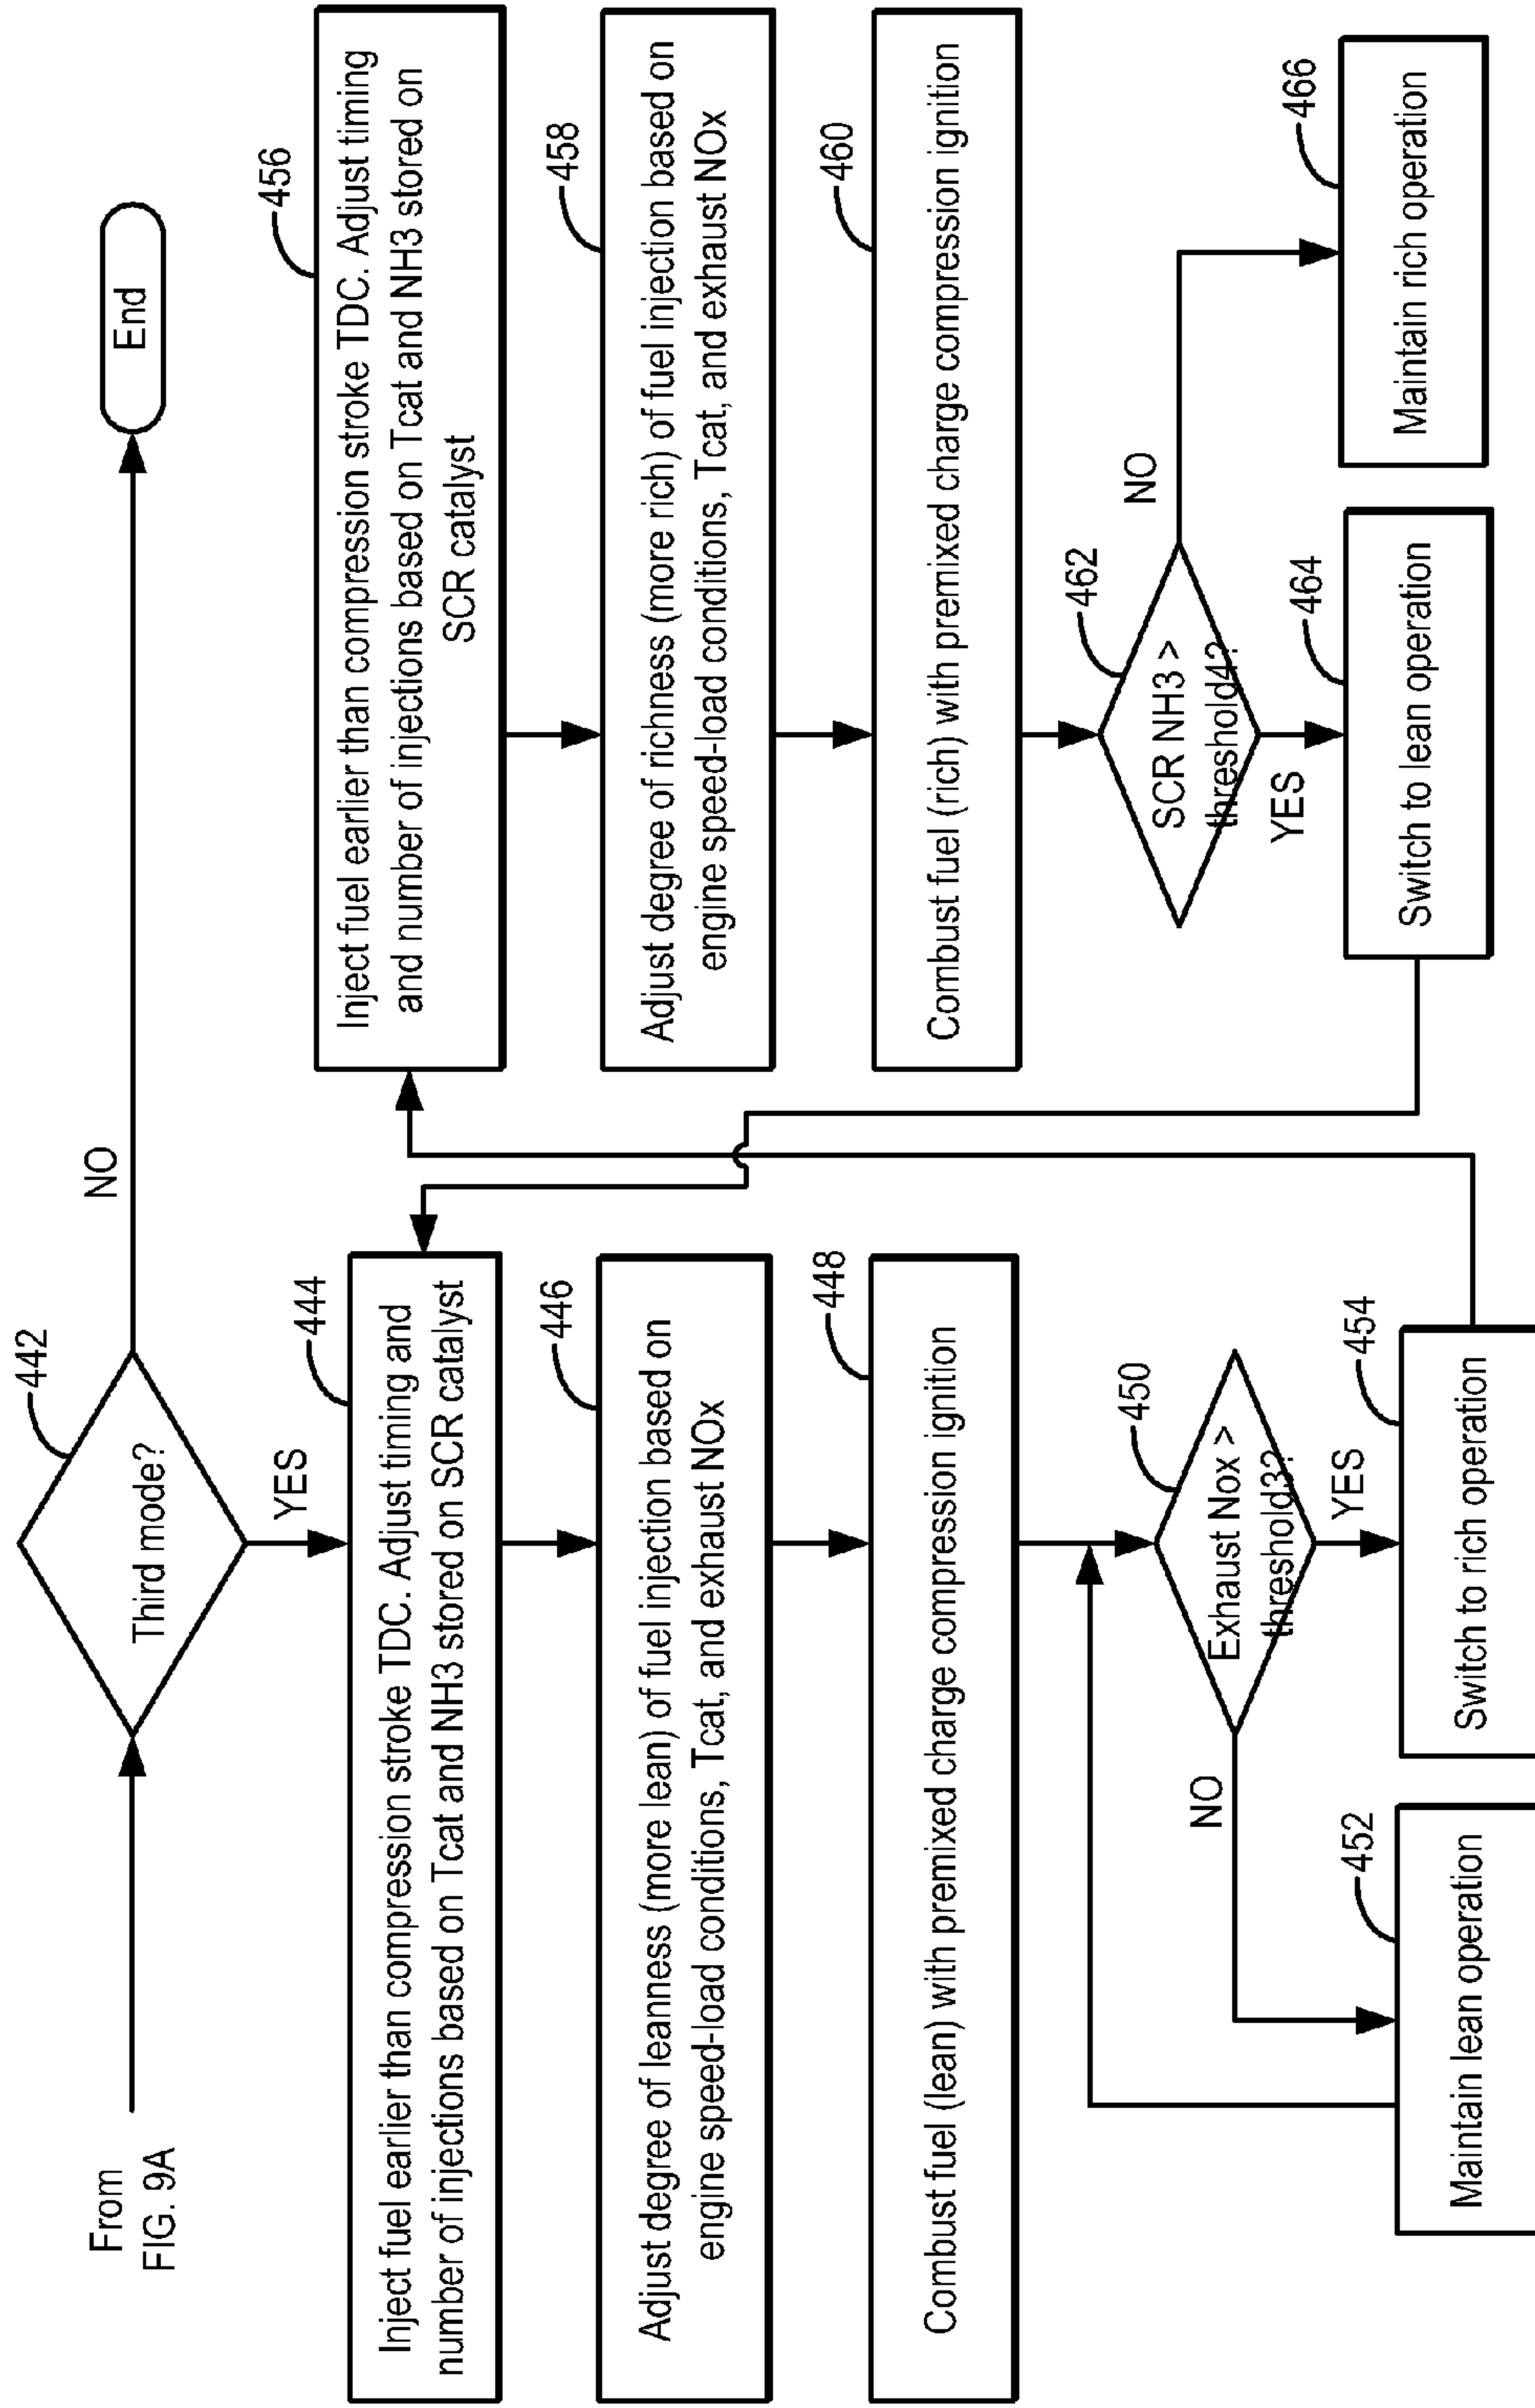 From
FIG. 9A
Third mode?
442
NO
End
YES
444
Inject fuel earlier than compression stroke TDC. Adjust timing and
number of injections based on Tcat and NH3 stored on SCR catalyst
446
Adjust degree of leanness (more lean) of fuel injection based on
engine speed-load conditions, Tcat, and exhaust NOx
448
Combust fuel (lean) with premixed charge compression ignition
450
Exhaust Nox >
threshold3?
NO
YES
452
Maintain lean operation
454
Switch to rich operation
456
Inject fuel earlier than compression stroke TDC. Adjust timing
and number of injections based on Tcat and NH3 stored on
SCR catalyst
458
Adjust degree of richness (more rich) of fuel injection based on
engine speed-load conditions, Tcat, and exhaust NOx
460
Combust fuel (rich) with premixed charge compression ignition
462
SCR NH3 >
threshold4?
NO
YES
464
Switch to lean operation
466
Maintain rich operation